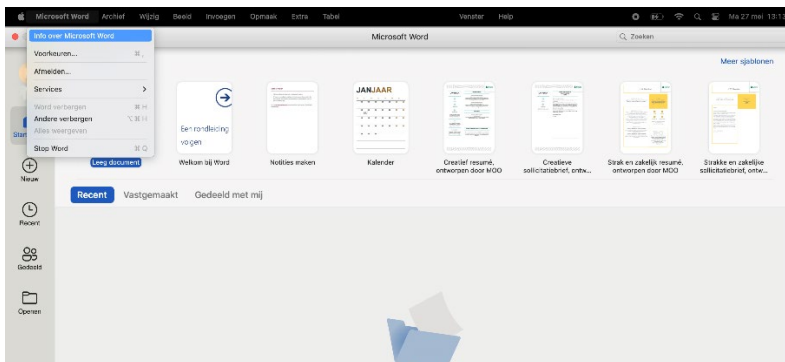 Microsoft Word Archief Wijzig Beeld Invoegen Opmaak Extra Tabel Venster Help Ma 27 mei 13:13
Microsoft Word
Zoeken
Info over Microsoft Word
Voorkeuren... ⌘ ,
Afmelden...
Services >
Word verbergen ⌘ H
Andere verbergen ⌥⌘ H
Alles weergeven
Stop Word ⌘ Q
Meer sjablonen
Een rondleiding
volgen
JANJAAR
Leeg document
Welkom bij Word
Notities maken
Kalender
Creatief resumé,
ontworpen door MOO
Creatieve
sollicitatiebrief, ontw...
Strak en zakelijk resumé,
ontworpen door MOO
Strakke en zakelijke
sollicitatiebrief, ontw...
Nieuw
Recent
Gedeeld
Openen
Recent Vastgemaakt Gedeeld met mij